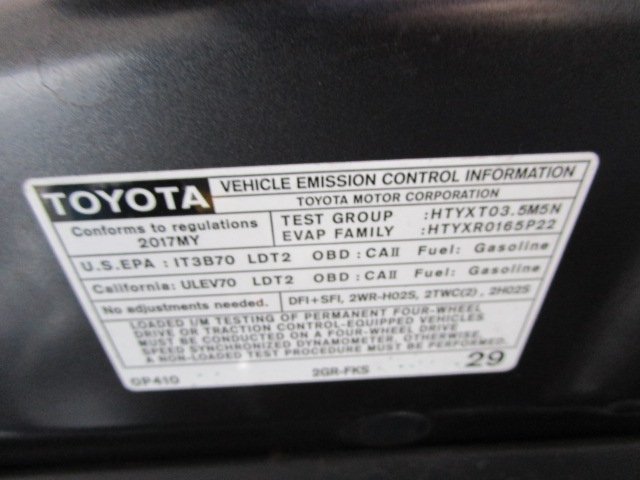 TOYOTA VEHICLE EMISSION CONTROL INFORMATION
TOYOTA MOTOR CORPORATION
Conforms to regulations
2017MY
TEST GROUP :HTYXT03.5M5N
EVAP FAMILY :HTYXR0165P22
U.S.EPA : IT3B70 LDT2 OBD : CAII Fuel: Gasoline
California: ULEV70 LDT2 OBD : CAII Fuel: Gasoline
No adjustments needed. DFI+SFI, 2WR-HO2S, 2TWC(2), 2HO2S
LOADED I/M TESTING OF PERMANENT FOUR-WHEEL
DRIVE OR TRACTION CONTROL-EQUIPPED VEHICLES
MUST BE CONDUCTED ON A FOUR-WHEEL DRIVE
SPEED SYNCHRONIZED DYNAMOMETER, OTHERWISE,
A NON-LOADED TEST PROCEDURE MUST BE USED.
0P410 2GR-FKS 29